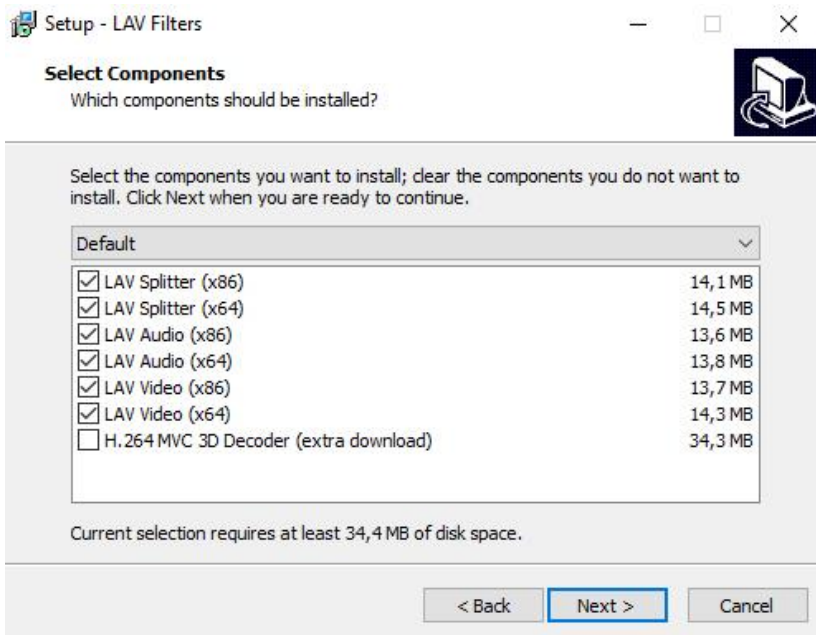 Setup - LAV Filters
Select Components
Which components should be installed?
Select the components you want to install; clear the components you do not want to
install. Click Next when you are ready to continue.
Default
LAV Splitter (x86) 14,1 MB
LAV Splitter (x64) 14,5 MB
LAV Audio (x86) 13,6 MB
LAV Audio (x64) 13,8 MB
LAV Video (x86) 13,7 MB
LAV Video (x64) 14,3 MB
H.264 MVC 3D Decoder (extra download) 34,3 MB
Current selection requires at least 34,4 MB of disk space.
< Back Next > Cancel